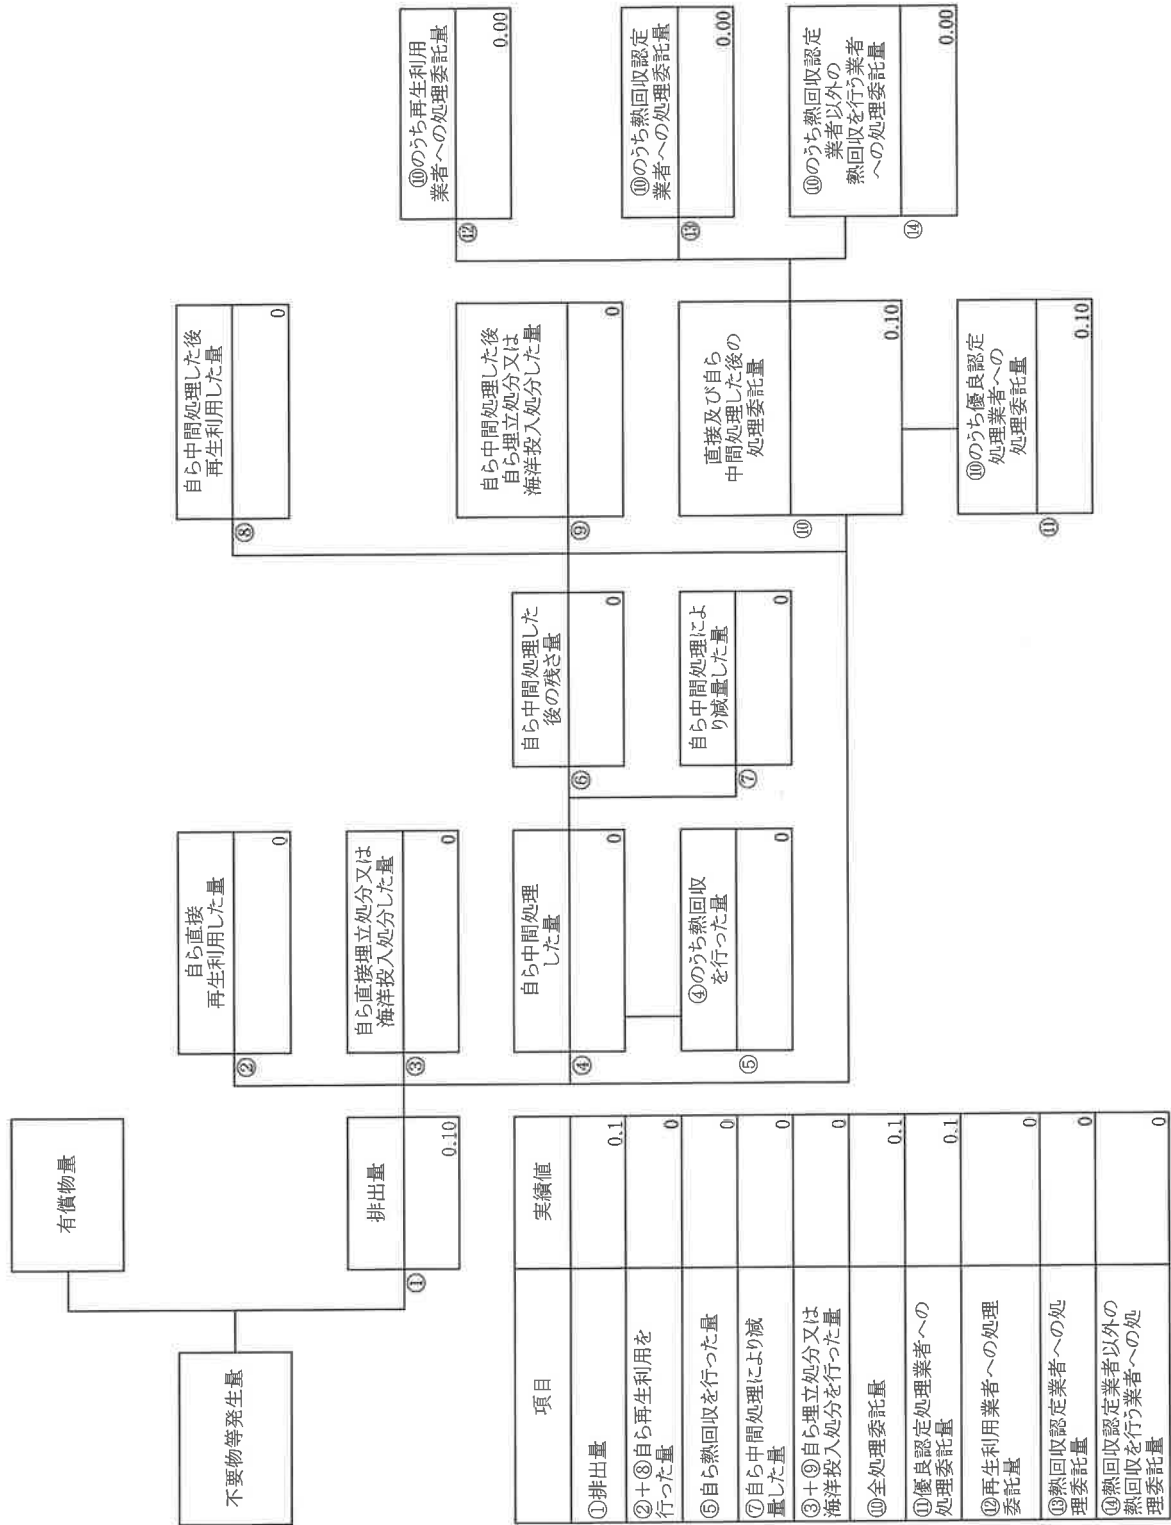 不要物等発生量
有償物量
①
排出量
0.10
②
自ら直接
再生利用した量
0
③
自ら直接埋立処分又は
海洋投入処分した量
0
④
自ら中間処理
した量
0
⑤
④のうち熱回収
を行った量
0
⑥
自ら中間処理した
後の残さ量
0
⑦
自ら中間処理によ
り減量した量
0
⑧
自ら中間処理した後
再生利用した量
0
⑨
自ら中間処理した後
自ら埋立処分又は
海洋投入処分した量
0
⑩
直接及び自ら
中間処理した後の
処理委託量
0.10
⑪
⑩のうち優良認定
処理業者への
処理委託量
0.10
⑫
⑩のうち再生利用
業者への処理委託量
0.00
⑬
⑩のうち熱回収認定
業者への処理委託量
0.00
⑭
⑩のうち熱回収認定
業者以外の
熱回収を行う業者
への処理委託量
0.00
項目 実績値
①排出量 0.1
②+⑧自ら再生利用を
行った量 0
⑤自ら熱回収を行った量 0
⑦自ら中間処理により減
量した量 0
③+⑨自ら埋立処分又は
海洋投入処分を行った量 0
⑩全処理委託量 0.1
⑪優良認定処理業者への
処理委託量 0.1
⑫再生利用業者への処理
委託量 0
⑬熱回収認定業者への処
理委託量 0
⑭熱回収認定業者以外の
熱回収を行う業者への処
理委託量 0